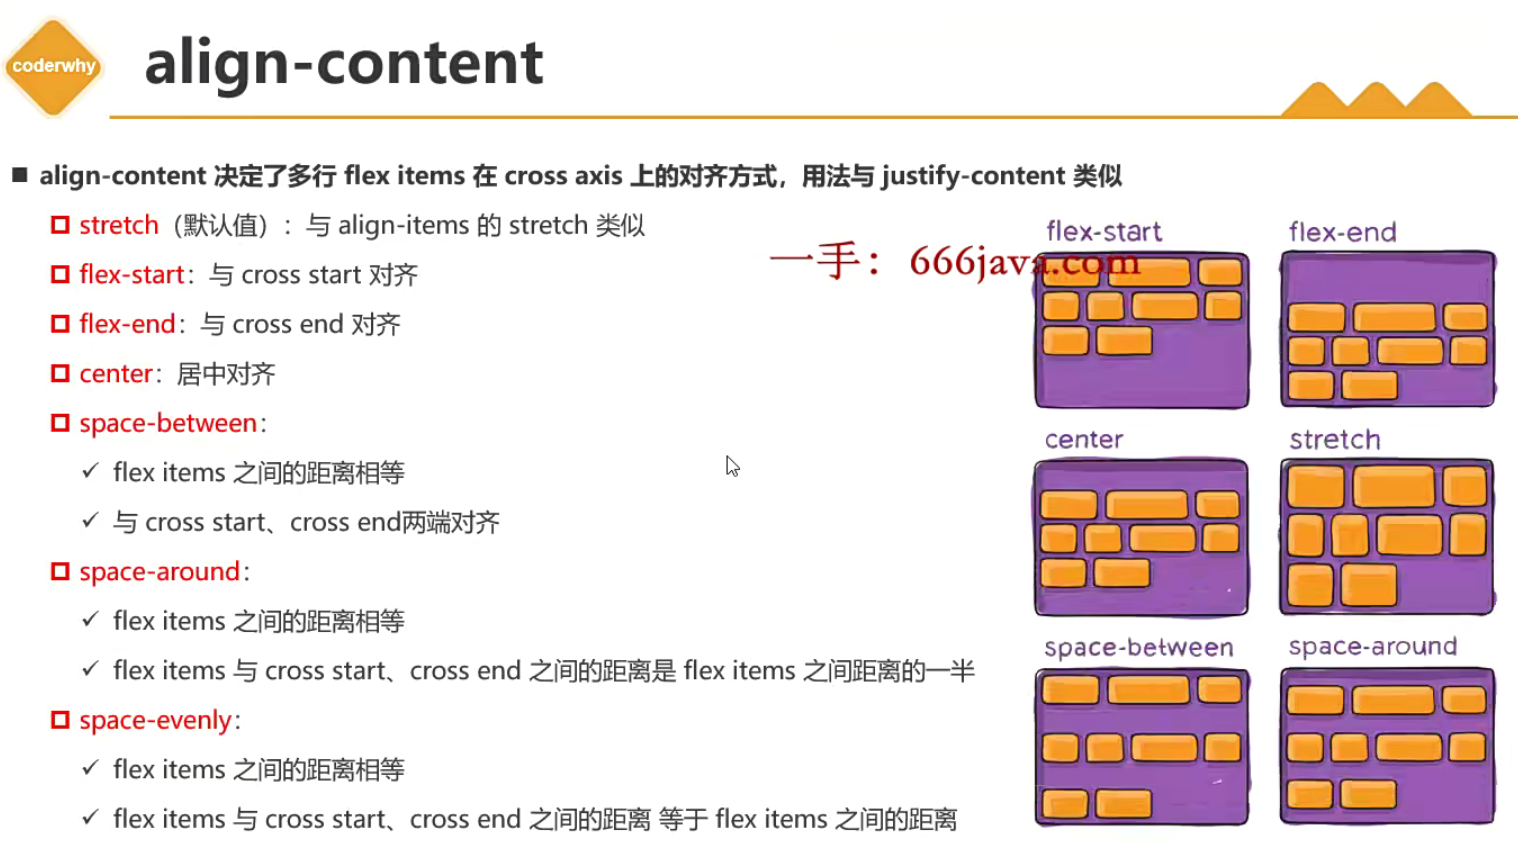 coderwhy
align-content
align-content 决定了多行 flex items 在 cross axis 上的对齐方式，用法与 justify-content 类似
stretch（默认值）：与 align-items 的 stretch 类似
flex-start：与 cross start 对齐
flex-end：与 cross end 对齐
center：居中对齐
space-between：
flex items 之间的距离相等
与 cross start、cross end两端对齐
space-around：
flex items 之间的距离相等
flex items 与 cross start、cross end 之间的距离是 flex items 之间距离的一半
space-evenly：
flex items 之间的距离相等
flex items 与 cross start、cross end 之间的距离 等于 flex items 之间的距离
一手：666java.com
flex-start
flex-end
center
stretch
space-between
space-around